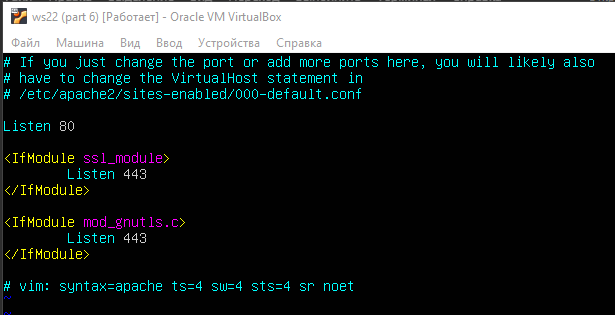 ws22 (part 6) [Работает] - Oracle VM VirtualBox
Файл Машина Вид Ввод Устройства Справка
# If you just change the port or add more ports here, you will likely also
# have to change the VirtualHost statement in
# /etc/apache2/sites-enabled/000-default.conf
Listen 80
<IfModule ssl_module>
Listen 443
</IfModule>
<IfModule mod_gnutls.c>
Listen 443
</IfModule>
# vim: syntax=apache ts=4 sw=4 sts=4 sr noet
~
~